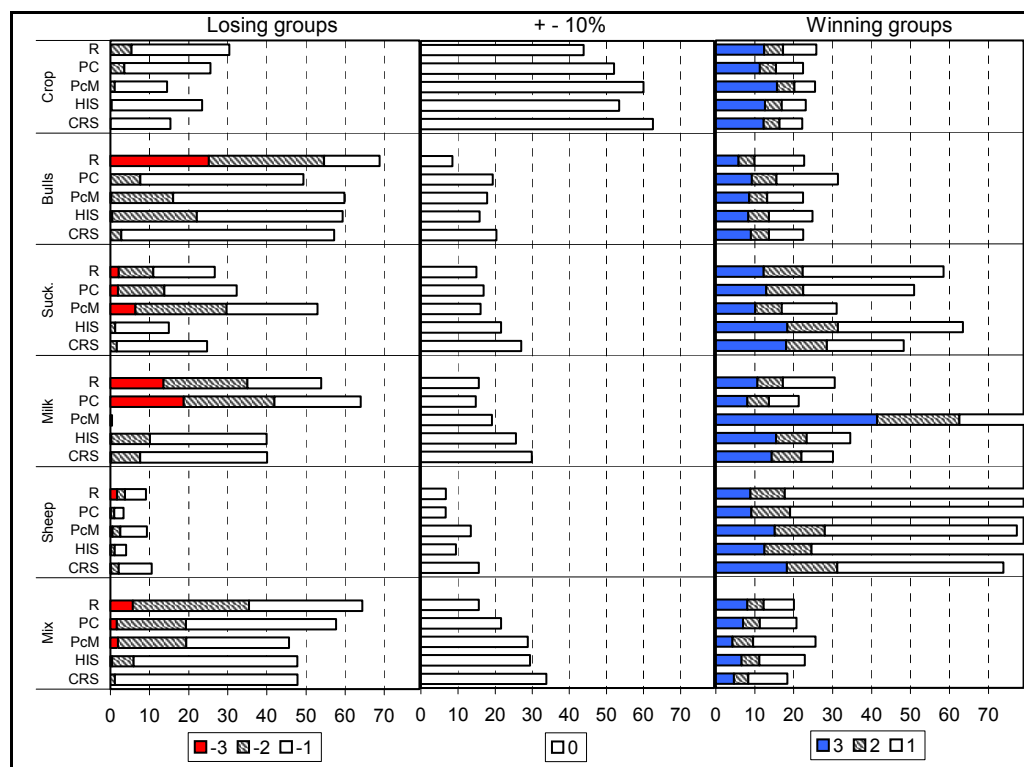 Losing groups + - 10% Winning groups
Crop
R
PC
PcM
HIS
CRS
Bulls
R
PC
PcM
HIS
CRS
Suck.
R
PC
PcM
HIS
CRS
Milk
R
PC
PcM
HIS
CRS
Sheep
R
PC
PcM
HIS
CRS
Mix
R
PC
PcM
HIS
CRS
0 10 20 30 40 50 60 70 0 10 20 30 40 50 60 70 0 10 20 30 40 50 60 70
-3 -2 -1 0 3 2 1